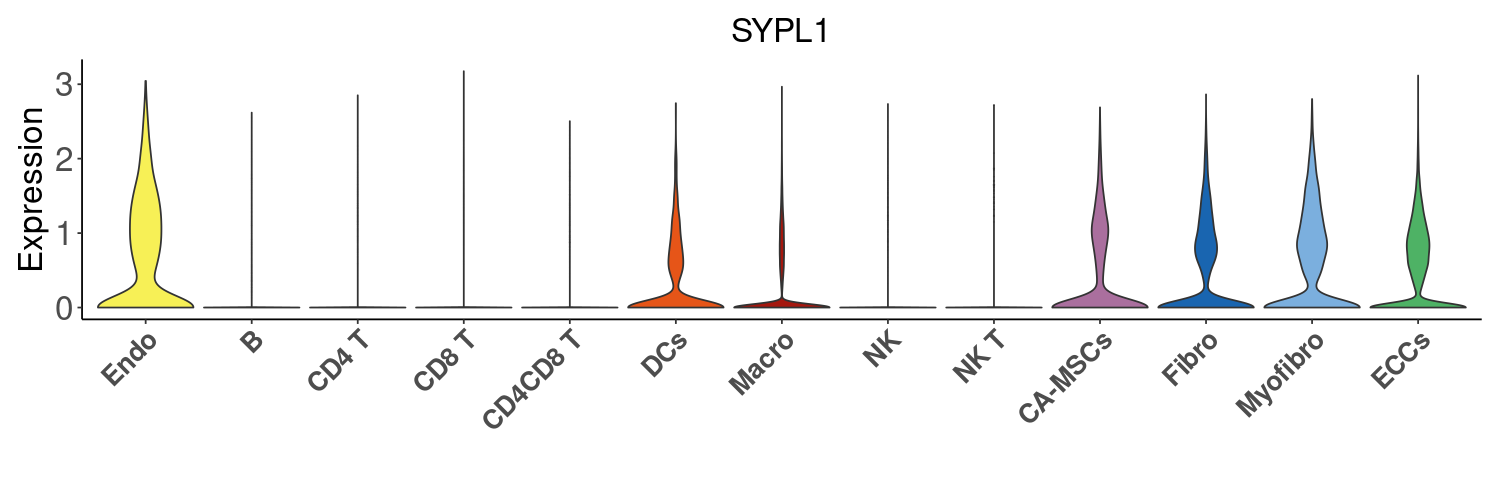 SYPL1
Expression
3
2
1
0
Endo
B
CD4 T
CD8 T
CD4CD8 T
DCs
Macro
NK
NK T
CA-MSCs
Fibro
Myofibro
ECCs